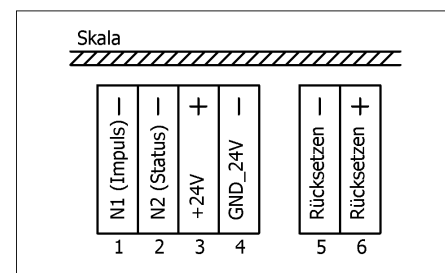 Skala
N1 (Impuls) –
N2 (Status) –
+24V +
GND_24V –
Rücksetzen –
Rücksetzen +
1 2 3 4 5 6